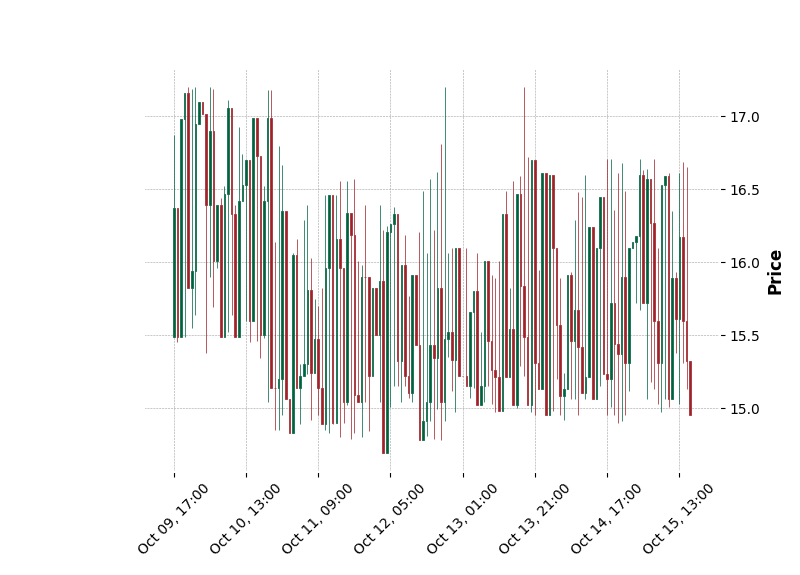 17.0
16.5
16.0
15.5
15.0
Price
Oct 09, 17:00
Oct 10, 13:00
Oct 11, 09:00
Oct 12, 05:00
Oct 13, 01:00
Oct 13, 21:00
Oct 14, 17:00
Oct 15, 13:00